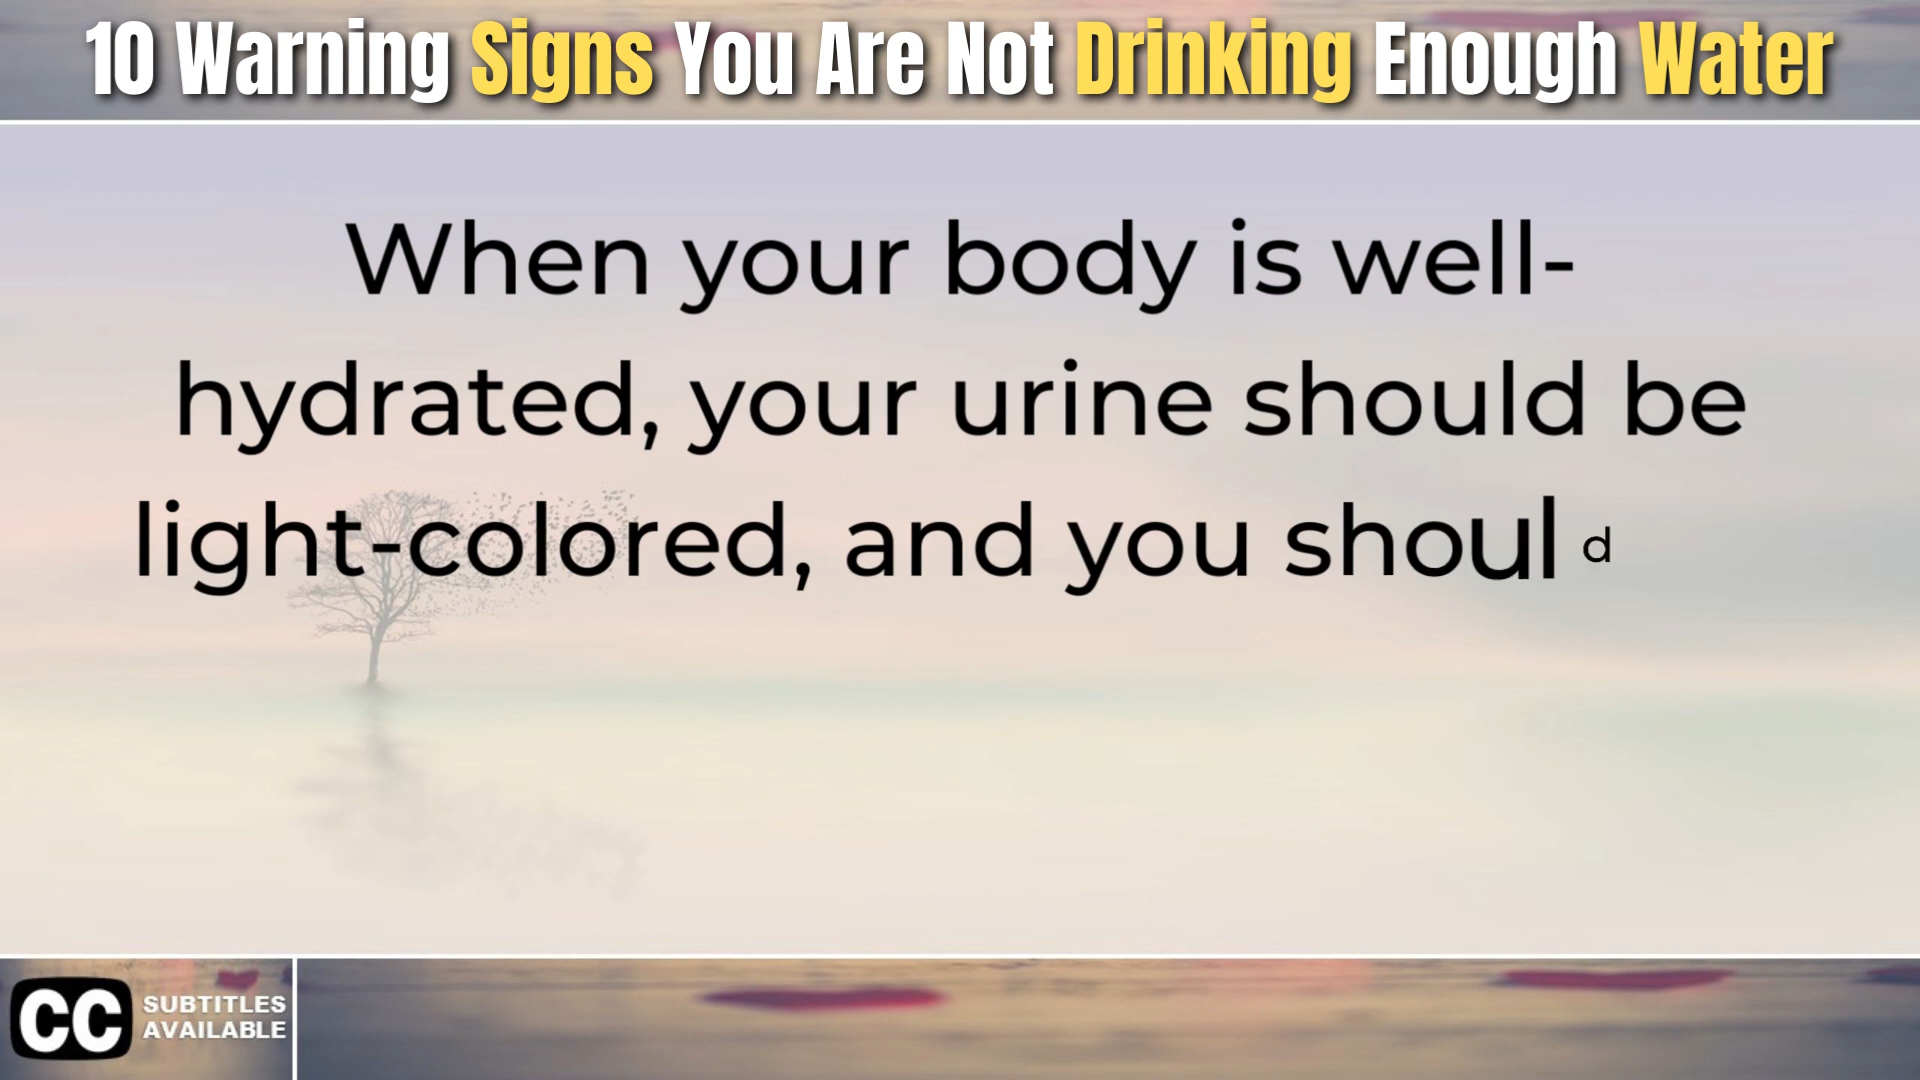 10 Warning Signs You Are Not Drinking Enough Water
When your body is well-
hydrated, your urine should be
light-colored, and you should
CC SUBTITLES
AVAILABLE